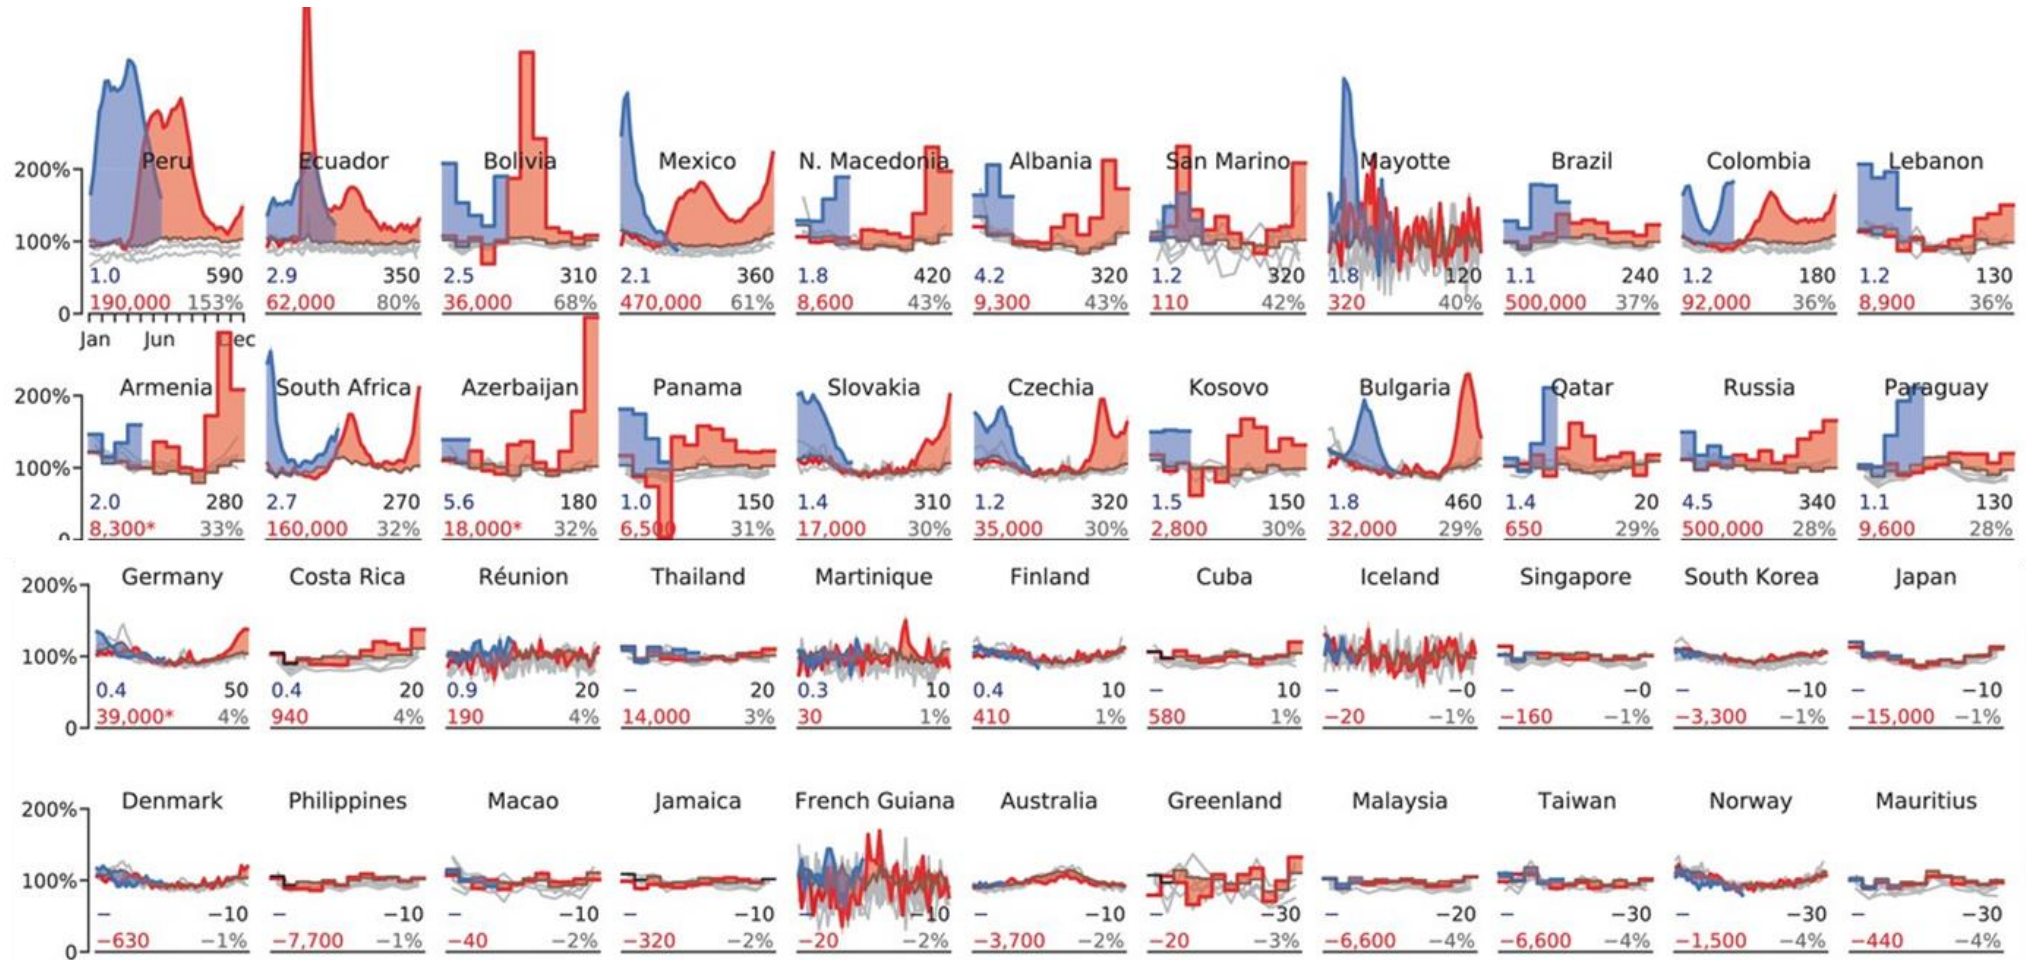 Peru Ecuador Bolivia Mexico N. Macedonia Albania San Marino Mayotte Brazil Colombia Lebanon
200%
100%
1.0 590 2.9 350 2.5 310 2.1 360 1.8 420 4.2 320 1.2 320 1.8 120 1.1 240 1.2 180 1.2 130
190,000 153% 62,000 80% 36,000 68% 470,000 61% 8,600 43% 9,300 43% 110 42% 320 40% 500,000 37% 92,000 36% 8,900 36%
0
Jan Jun Dec
Armenia South Africa Azerbaijan Panama Slovakia Czechia Kosovo Bulgaria Qatar Russia Paraguay
200%
100%
2.0 280 2.7 270 5.6 180 1.0 150 1.4 310 1.2 320 1.5 150 1.8 460 1.4 20 4.5 340 1.1 130
8,300* 33% 160,000 32% 18,000* 32% 6,500 31% 17,000 30% 35,000 30% 2,800 30% 32,000 29% 650 29% 500,000 28% 9,600 28%
0
Germany Costa Rica Réunion Thailand Martinique Finland Cuba Iceland Singapore South Korea Japan
200%
100%
0.4 50 0.4 20 0.9 20 − 20 0.3 10 0.4 10 − 10 − −0 − −0 − −10 − −10
39,000* 4% 940 4% 190 4% 14,000 3% 30 1% 410 1% 580 1% −20 −1% −160 −1% −3,300 −1% −15,000 −1%
0
Denmark Philippines Macao Jamaica French Guiana Australia Greenland Malaysia Taiwan Norway Mauritius
200%
100%
− −10 − −10 − −10 − −10 − −10 − −10 − −30 − −20 − −30 − −30 − −30
−630 −1% −7,700 −1% −40 −2% −320 −2% −20 −2% −3,700 −2% −20 −3% −6,600 −4% −6,600 −4% −1,500 −4% −440 −4%
0